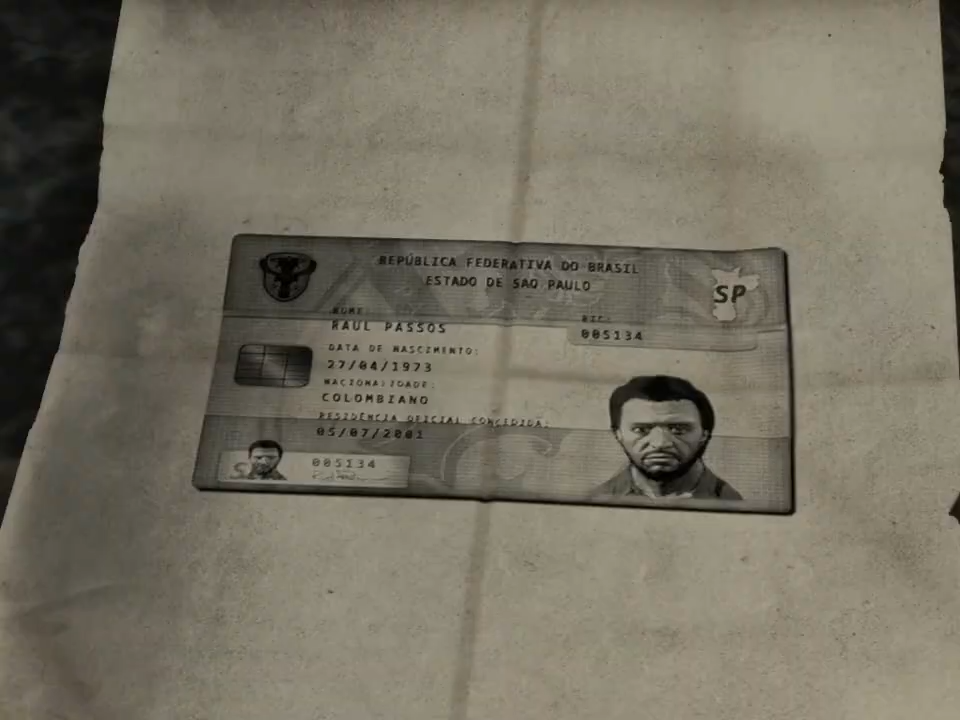 REPÚBLICA FEDERATIVA DO BRASIL
ESTADO DE SAO PAULO
SP
NOME:
RAUL PASSOS
RIC:
005134
DATA DE NASCIMENTO:
27/04/1973
NACIONALIDADE:
COLOMBIANO
RESIDÊNCIA OFICIAL CONCEDIDA:
05/07/2001
005134